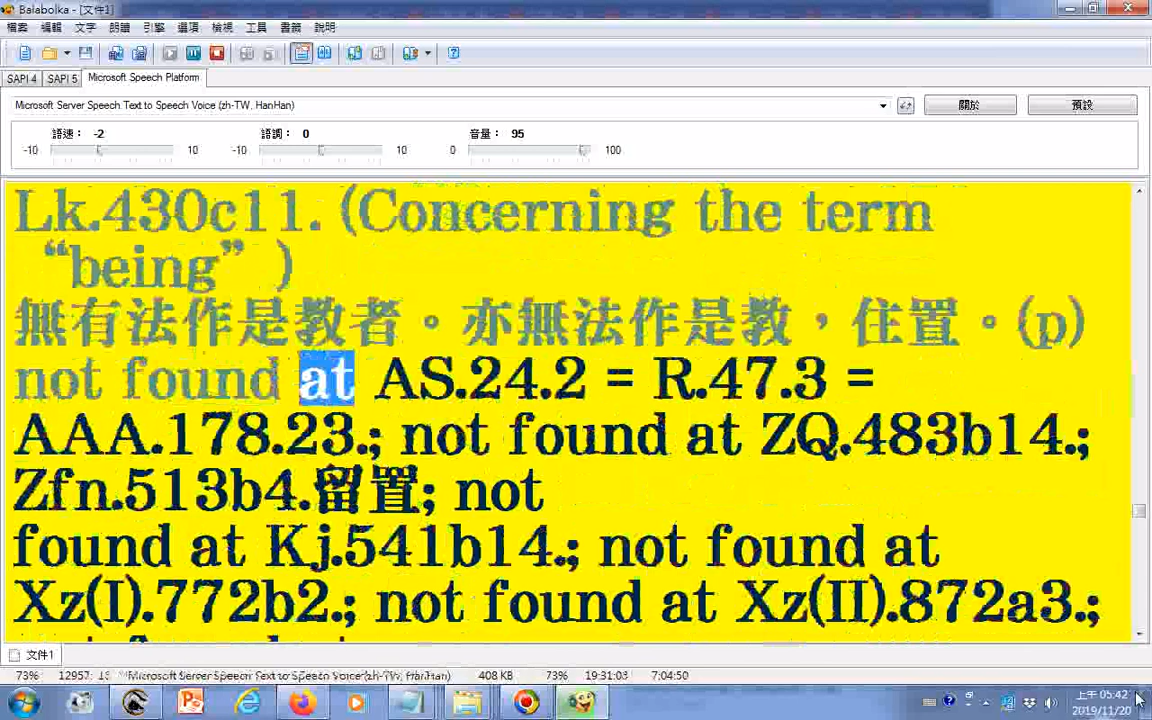 Balabolka - [文件1]
檔案 編輯 文字 朗讀 引擎 選項 檢視 工具 書籤 說明
SAPI 4 SAPI 5 Microsoft Speech Platform
Microsoft Server Speech Text to Speech Voice (zh-TW, HanHan) 關於 預設
語速： -2 語調： 0 音量： 95
-10 10 -10 10 0 100
Lk.430c11. (Concerning the term
“being” )
無有法作是教者。亦無法作是教，住置。(p)
not found at AS.24.2 = R.47.3 =
AAA.178.23.; not found at ZQ.483b14.;
Zfn.513b4.留置; not
found at Kj.541b14.; not found at
Xz(I).772b2.; not found at Xz(II).872a3.;
文件1
73% Microsoft Server Speech Text to Speech Voice (zh-TW, HanHan) 408 KB 73% 19:31:03 7:04:50
上午 05:42
2019/11/20